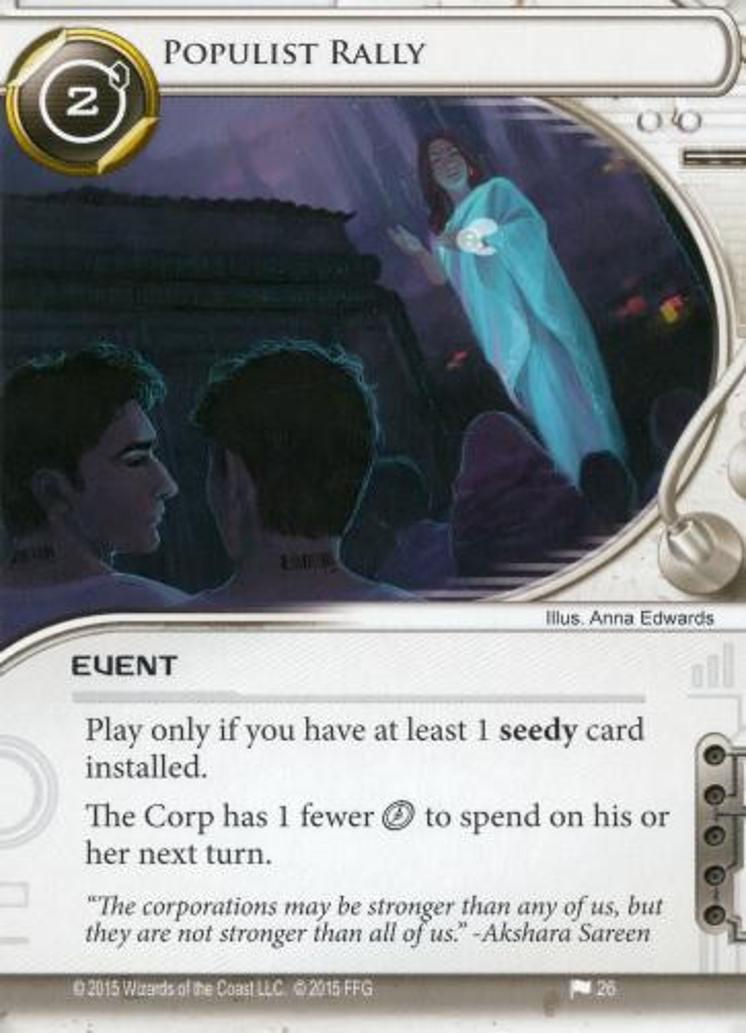 Populist Rally
2
Illus. Anna Edwards
EVENT
Play only if you have at least 1 seedy card
installed.
The Corp has 1 fewer to spend on his or
her next turn.
“The corporations may be stronger than any of us, but
they are not stronger than all of us.” -Akshara Sareen
© 2015 Wizards of the Coast LLC. © 2015 FFG
26